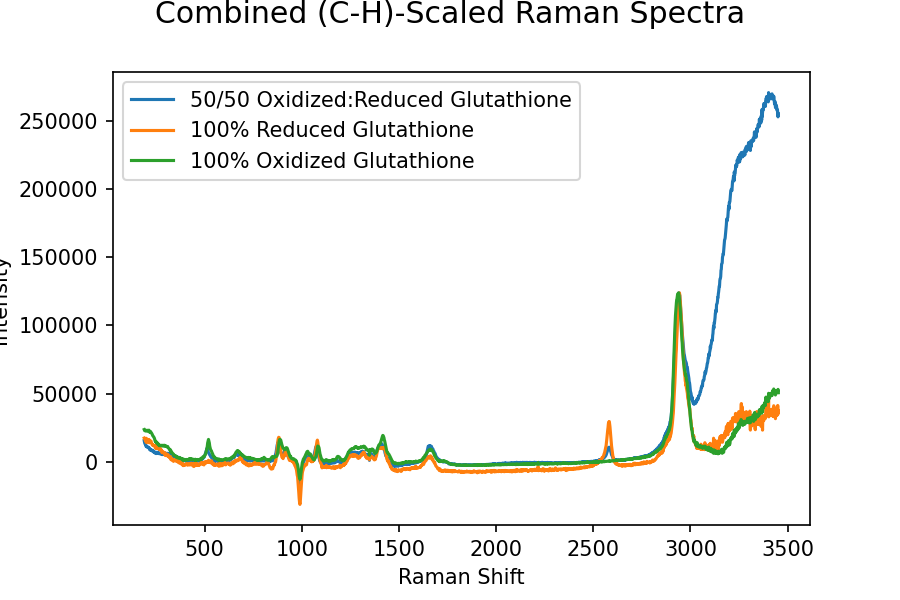 Combined (C-H)-Scaled Raman Spectra
50/50 Oxidized:Reduced Glutathione
100% Reduced Glutathione
100% Oxidized Glutathione
Intensity
250000
200000
150000
100000
50000
0
500 1000 1500 2000 2500 3000 3500
Raman Shift